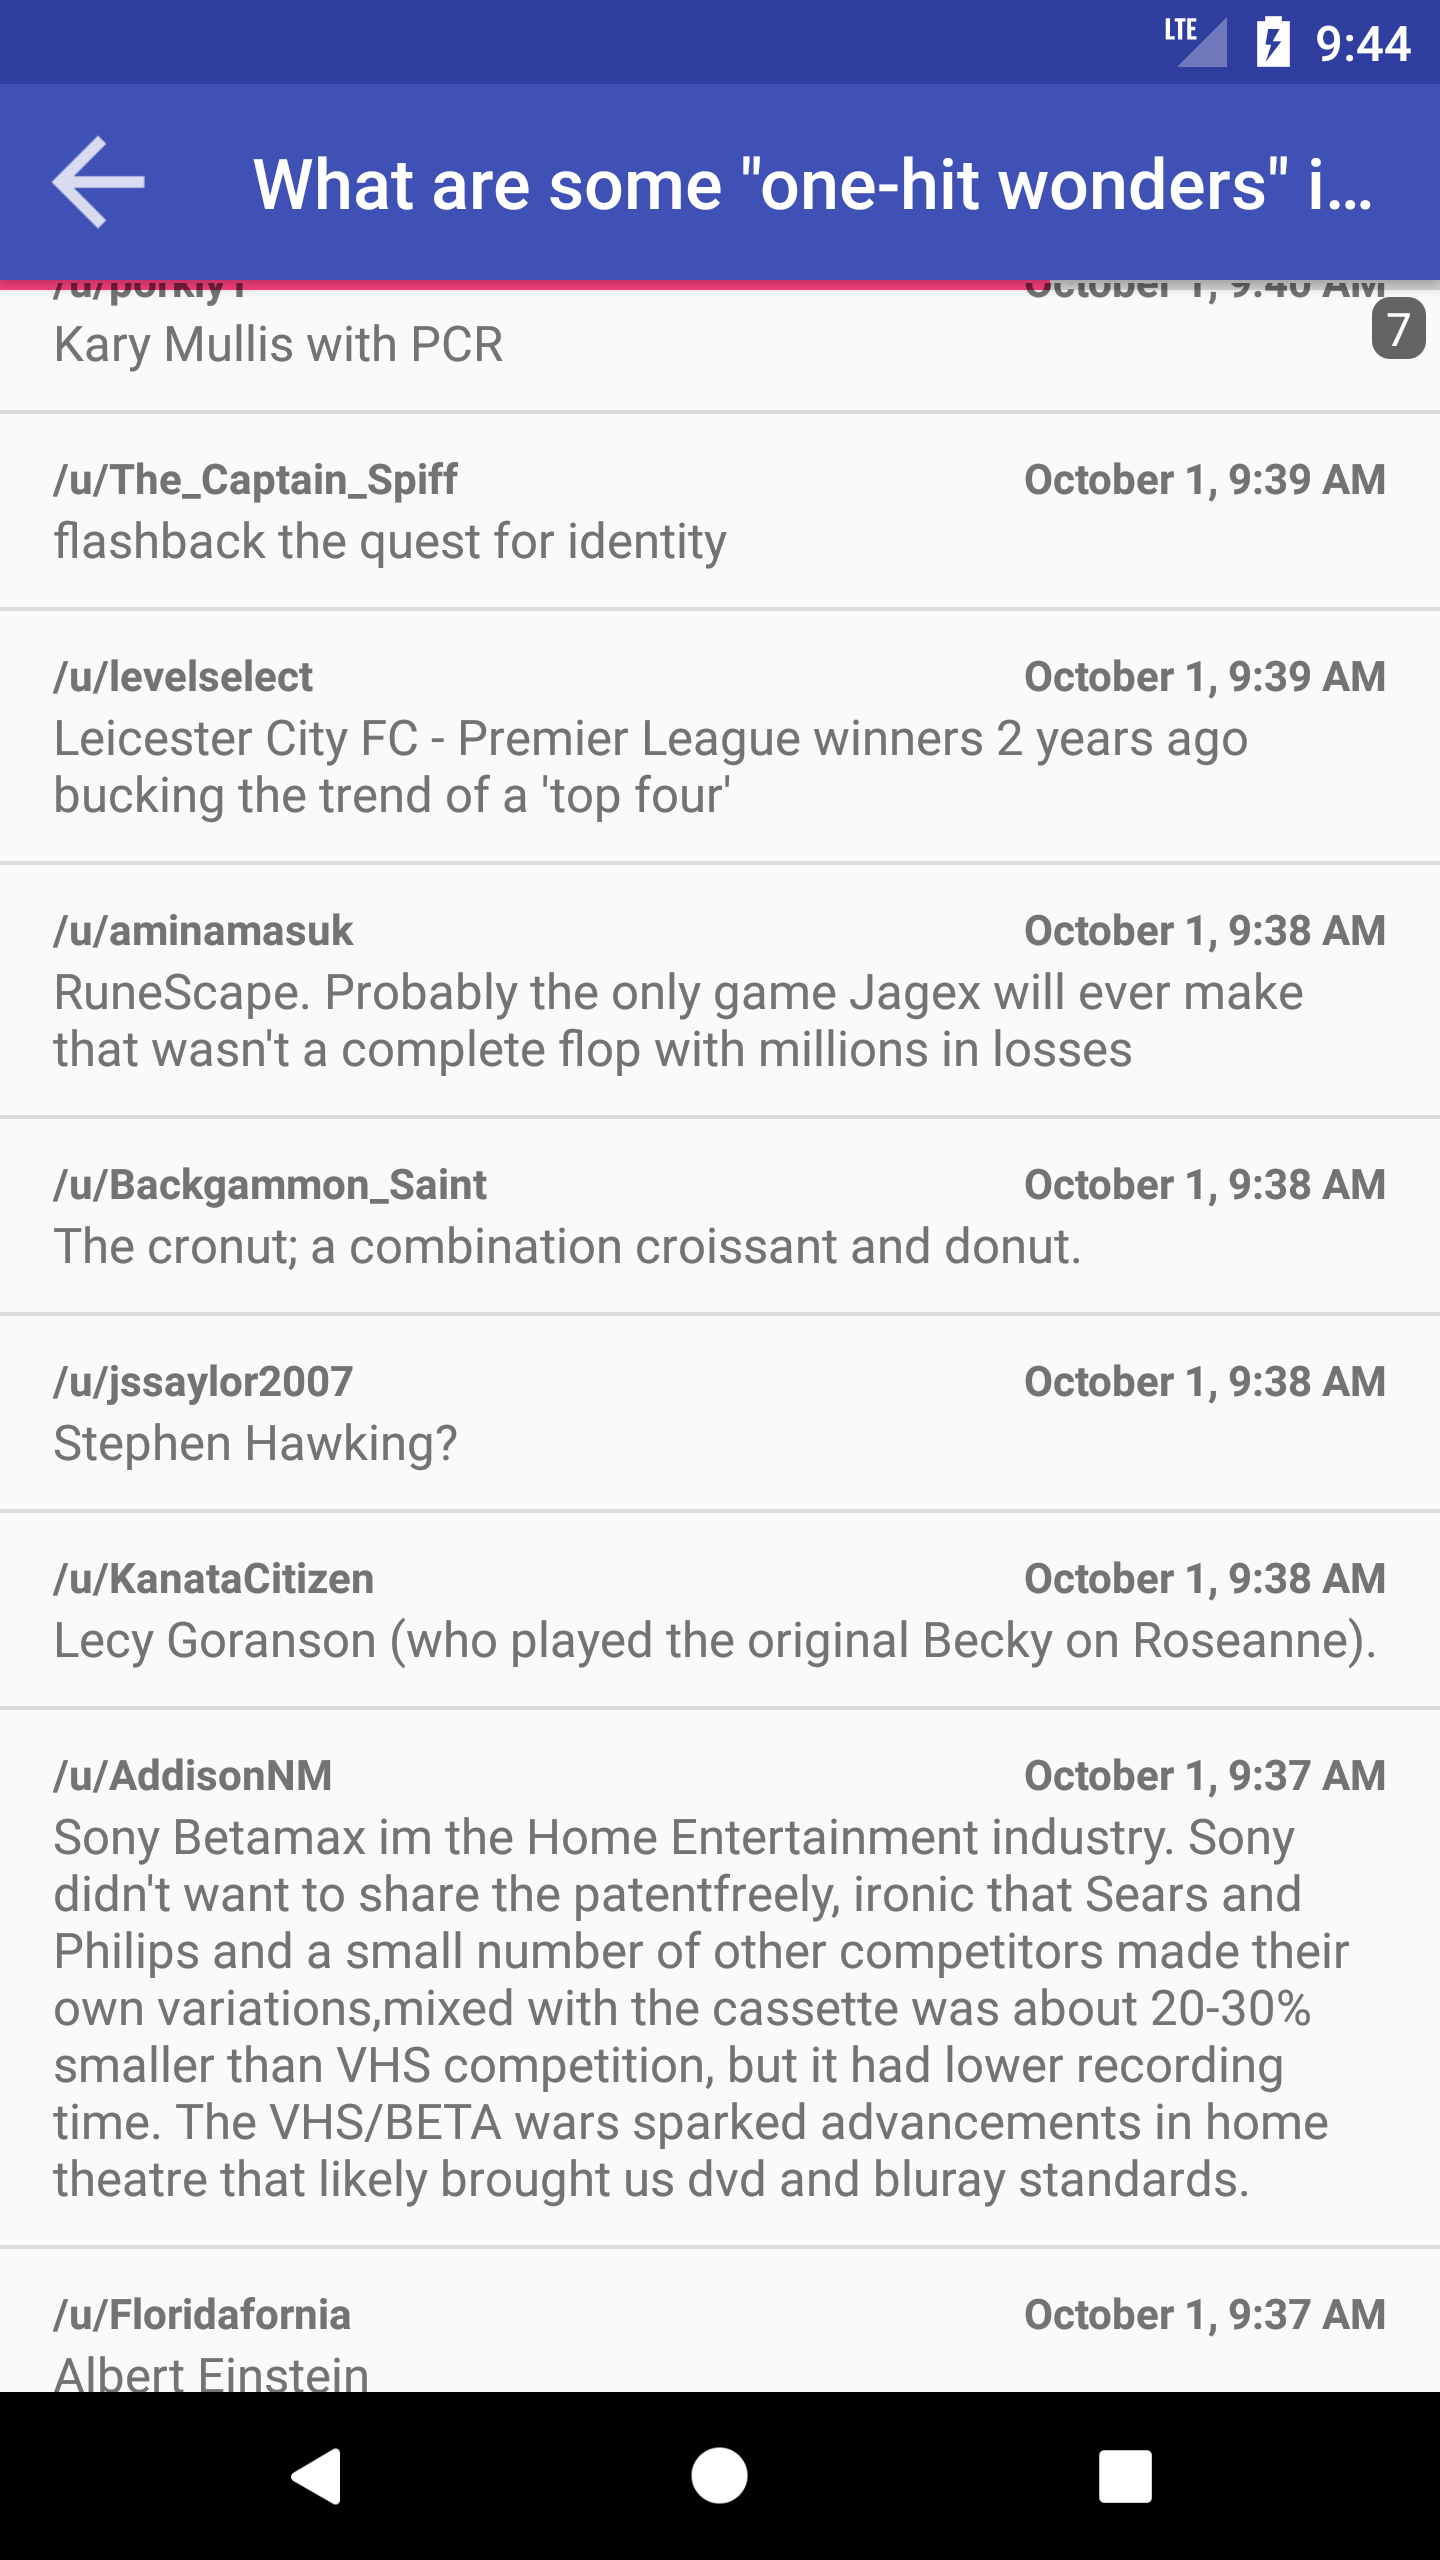 LTE 9:44
What are some "one-hit wonders" i...
/u/porkly1 October 1, 9:40 AM
Kary Mullis with PCR
7
/u/The_Captain_Spiff October 1, 9:39 AM
flashback the quest for identity
/u/levelselect October 1, 9:39 AM
Leicester City FC - Premier League winners 2 years ago
bucking the trend of a 'top four'
/u/aminamasuk October 1, 9:38 AM
RuneScape. Probably the only game Jagex will ever make
that wasn't a complete flop with millions in losses
/u/Backgammon_Saint October 1, 9:38 AM
The cronut; a combination croissant and donut.
/u/jssaylor2007 October 1, 9:38 AM
Stephen Hawking?
/u/KanataCitizen October 1, 9:38 AM
Lecy Goranson (who played the original Becky on Roseanne).
/u/AddisonNM October 1, 9:37 AM
Sony Betamax im the Home Entertainment industry. Sony
didn't want to share the patentfreely, ironic that Sears and
Philips and a small number of other competitors made their
own variations,mixed with the cassette was about 20-30%
smaller than VHS competition, but it had lower recording
time. The VHS/BETA wars sparked advancements in home
theatre that likely brought us dvd and bluray standards.
/u/Floridafornia October 1, 9:37 AM
Albert Einstein